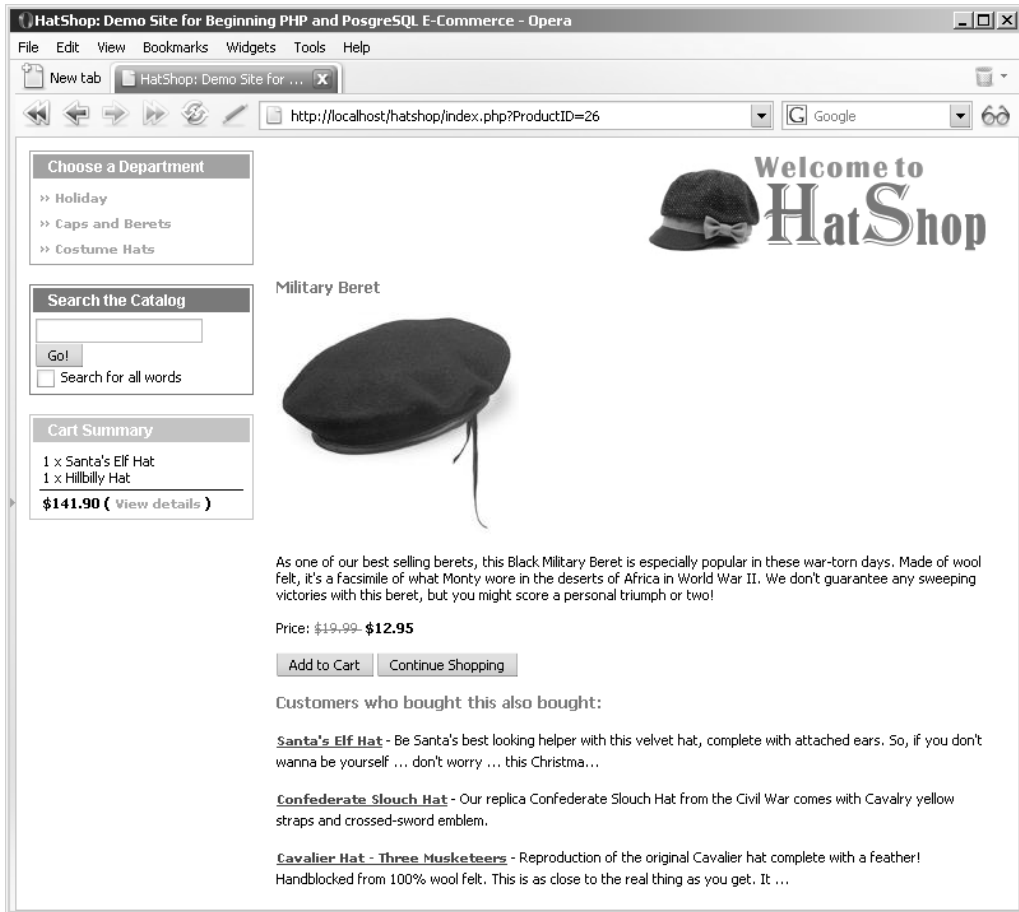 HatShop: Demo Site for Beginning PHP and PosgreSQL E-Commerce - Opera
File Edit View Bookmarks Widgets Tools Help
New tab HatShop: Demo Site for ... X
http://localhost/hatshop/index.php?ProductID=26 G Google
Choose a Department
» Holiday
» Caps and Berets
» Costume Hats
Search the Catalog
Go!
Search for all words
Cart Summary
1 x Santa's Elf Hat
1 x Hillbilly Hat
$141.90 ( View details )
Welcome to
HatShop
Military Beret
As one of our best selling berets, this Black Military Beret is especially popular in these war-torn days. Made of wool
felt, it's a facsimile of what Monty wore in the deserts of Africa in World War II. We don't guarantee any sweeping
victories with this beret, but you might score a personal triumph or two!
Price: $19.99 $12.95
Add to Cart Continue Shopping
Customers who bought this also bought:
Santa's Elf Hat - Be Santa's best looking helper with this velvet hat, complete with attached ears. So, if you don't
wanna be yourself ... don't worry ... this Christma...
Confederate Slouch Hat - Our replica Confederate Slouch Hat from the Civil War comes with Cavalry yellow
straps and crossed-sword emblem.
Cavalier Hat - Three Musketeers - Reproduction of the original Cavalier hat complete with a feather!
Handblocked from 100% wool felt. This is as close to the real thing as you get. It ...